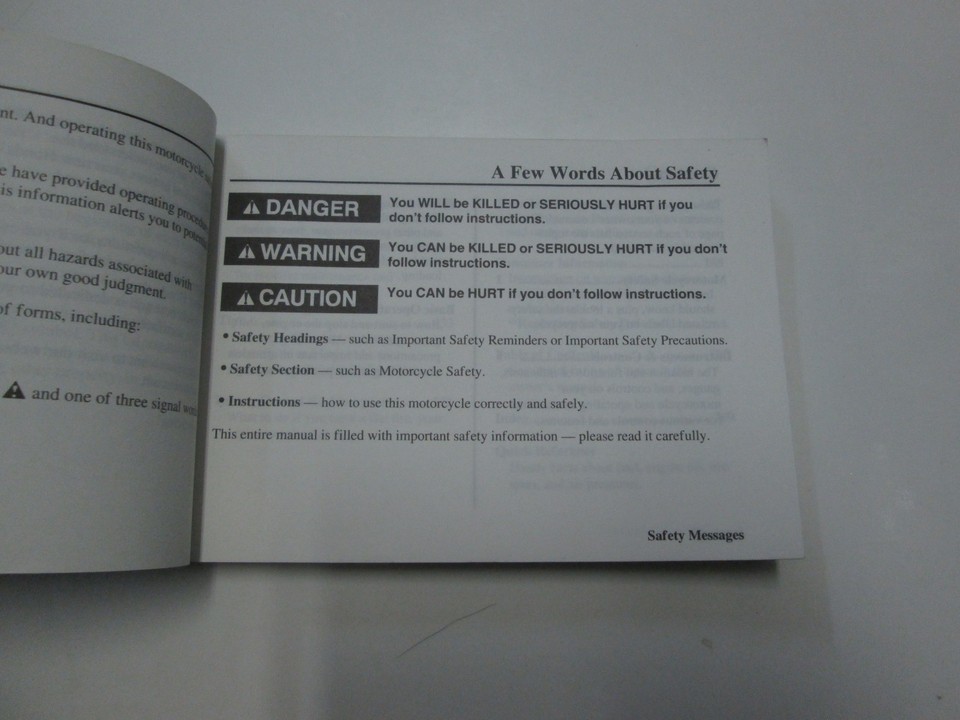 nt. And operating this motorcycle
e have provided operating
is information alerts you to
out all hazards associated with
our own good judgment.
of forms, including:
and one of three signal
A Few Words About Safety
DANGER
You WILL be KILLED or SERIOUSLY HURT if you
don't follow instructions.
WARNING
You CAN be KILLED or SERIOUSLY HURT if you don't
follow instructions.
CAUTION
You CAN be HURT if you don't follow instructions.
• Safety Headings — such as Important Safety Reminders or Important Safety Precautions.
• Safety Section — such as Motorcycle Safety.
• Instructions — how to use this motorcycle correctly and safely.
This entire manual is filled with important safety information — please read it carefully.
Safety Messages